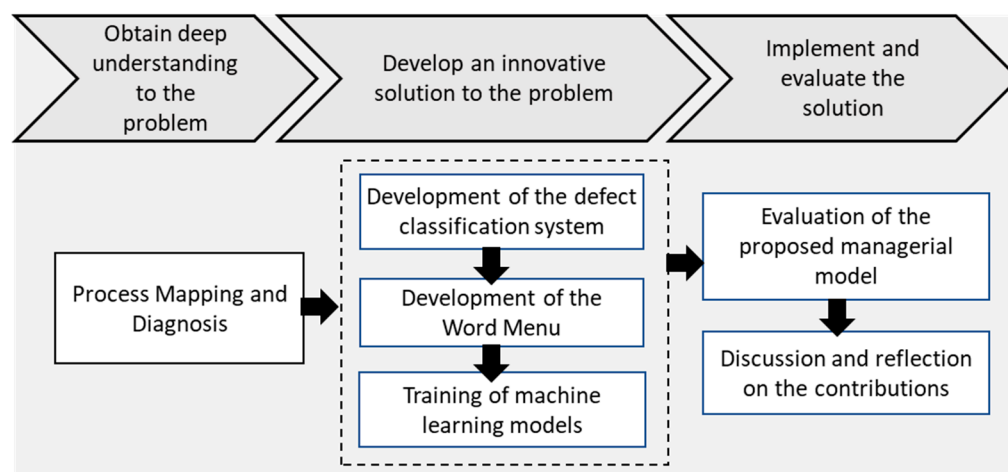 Obtain deep
understanding
to the
problem
Develop an innovative
solution to the problem
Implement and
evaluate the
solution
Process Mapping and
Diagnosis
Development of the defect
classification system
Development of the
Word Menu
Training of machine
learning models
Evaluation of the
proposed managerial
model
Discussion and reflection
on the contributions